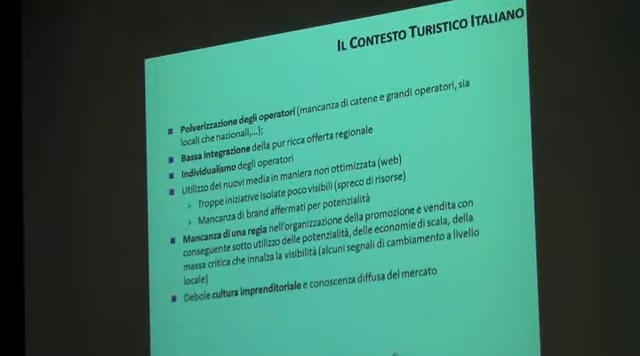 IL CONTESTO TURISTICO ITALIANO
Polverizzazione degli operatori (mancanza di catene e grandi operatori, sia
locali che nazionali,...);
Bassa integrazione della pur ricca offerta regionale
Individualismo degli operatori
Utilizzo dei nuovi media in maniera non ottimizzata (web)
Troppe iniziative isolate poco visibili (spreco di risorse)
Mancanza di brand affermati per potenzialità
Mancanza di una regia nell'organizzazione della promozione e vendita con
conseguente sotto utilizzo delle potenzialità, delle economie di scala, della
massa critica che innalza la visibilità (alcuni segnali di cambiamento a livello
locale)
Debole cultura imprenditoriale e conoscenza diffusa del mercato